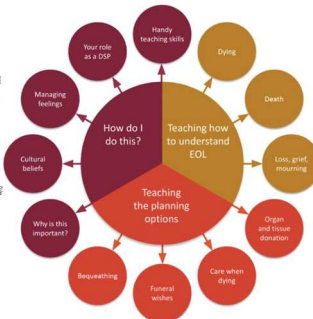 Handy
teaching skills
Your role
as a DSP
Managing
feelings
Cultural
beliefs
Why is this
important?
How do I
do this?
Dying
Death
Loss, grief,
mourning
Teaching how
to understand
EOL
Organ
and tissue
donation
Care when
dying
Funeral
wishes
Bequeathing
Teaching
the planning
options